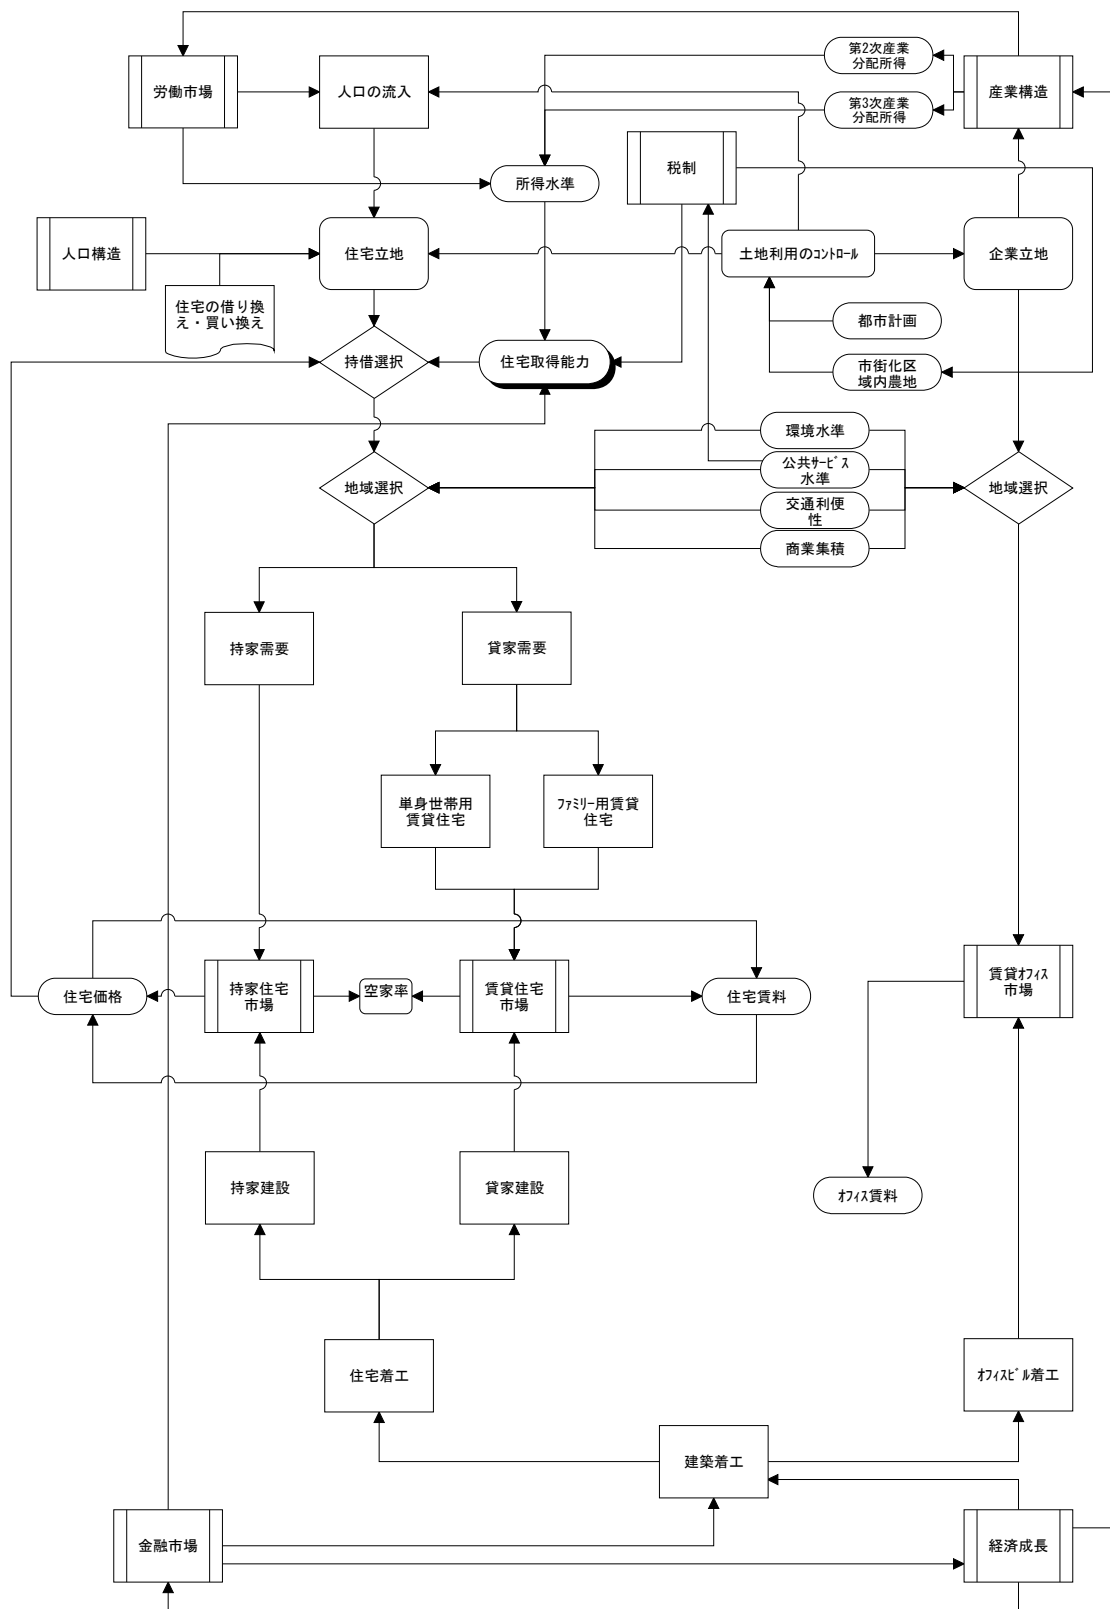 第2次産業
分配所得
労働市場
人口の流入
産業構造
第3次産業
分配所得
税制
所得水準
人口構造
住宅立地
土地利用のｺﾝﾄﾛｰﾙ
企業立地
住宅の借り換
え・買い換え
都市計画
持借選択
住宅取得能力
市街化区
域内農地
環境水準
公共ｻｰﾋﾞｽ
水準
地域選択
地域選択
交通利便
性
商業集積
持家需要
貸家需要
単身世帯用
賃貸住宅
ﾌｧﾐﾘｰ用賃貸
住宅
住宅価格
持家住宅
市場
空家率
賃貸住宅
市場
住宅賃料
賃貸ｵﾌｨｽ
市場
持家建設
貸家建設
ｵﾌｨｽ賃料
住宅着工
ｵﾌｨｽﾋﾞﾙ着工
建築着工
金融市場
経済成長